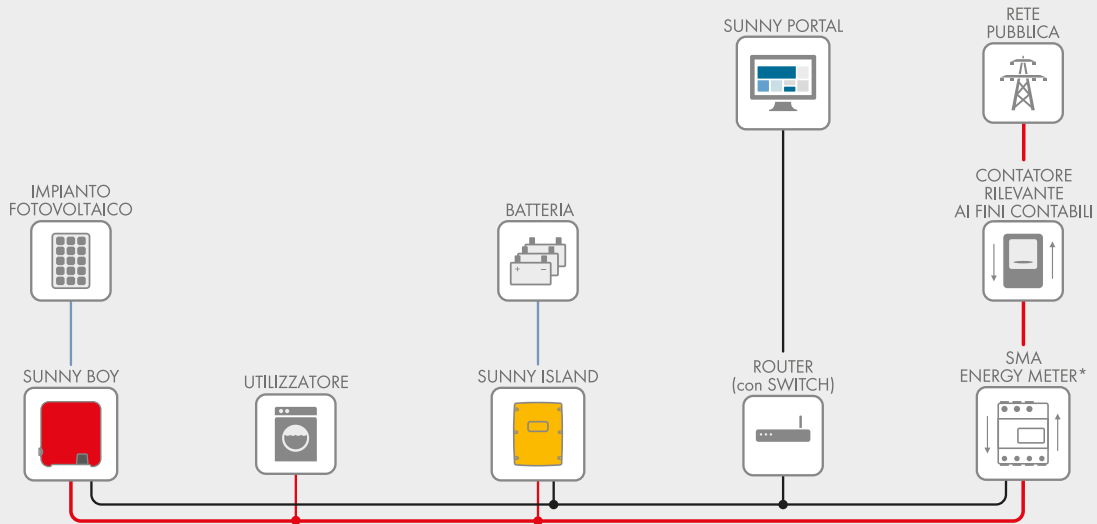 SUNNY PORTAL
RETE
PUBBLICA
IMPIANTO
FOTOVOLTAICO
BATTERIA
CONTATORE
RILEVANTE
AI FINI CONTABILI
SUNNY BOY
UTILIZZATORE
SUNNY ISLAND
ROUTER
(con SWITCH)
SMA
ENERGY METER*